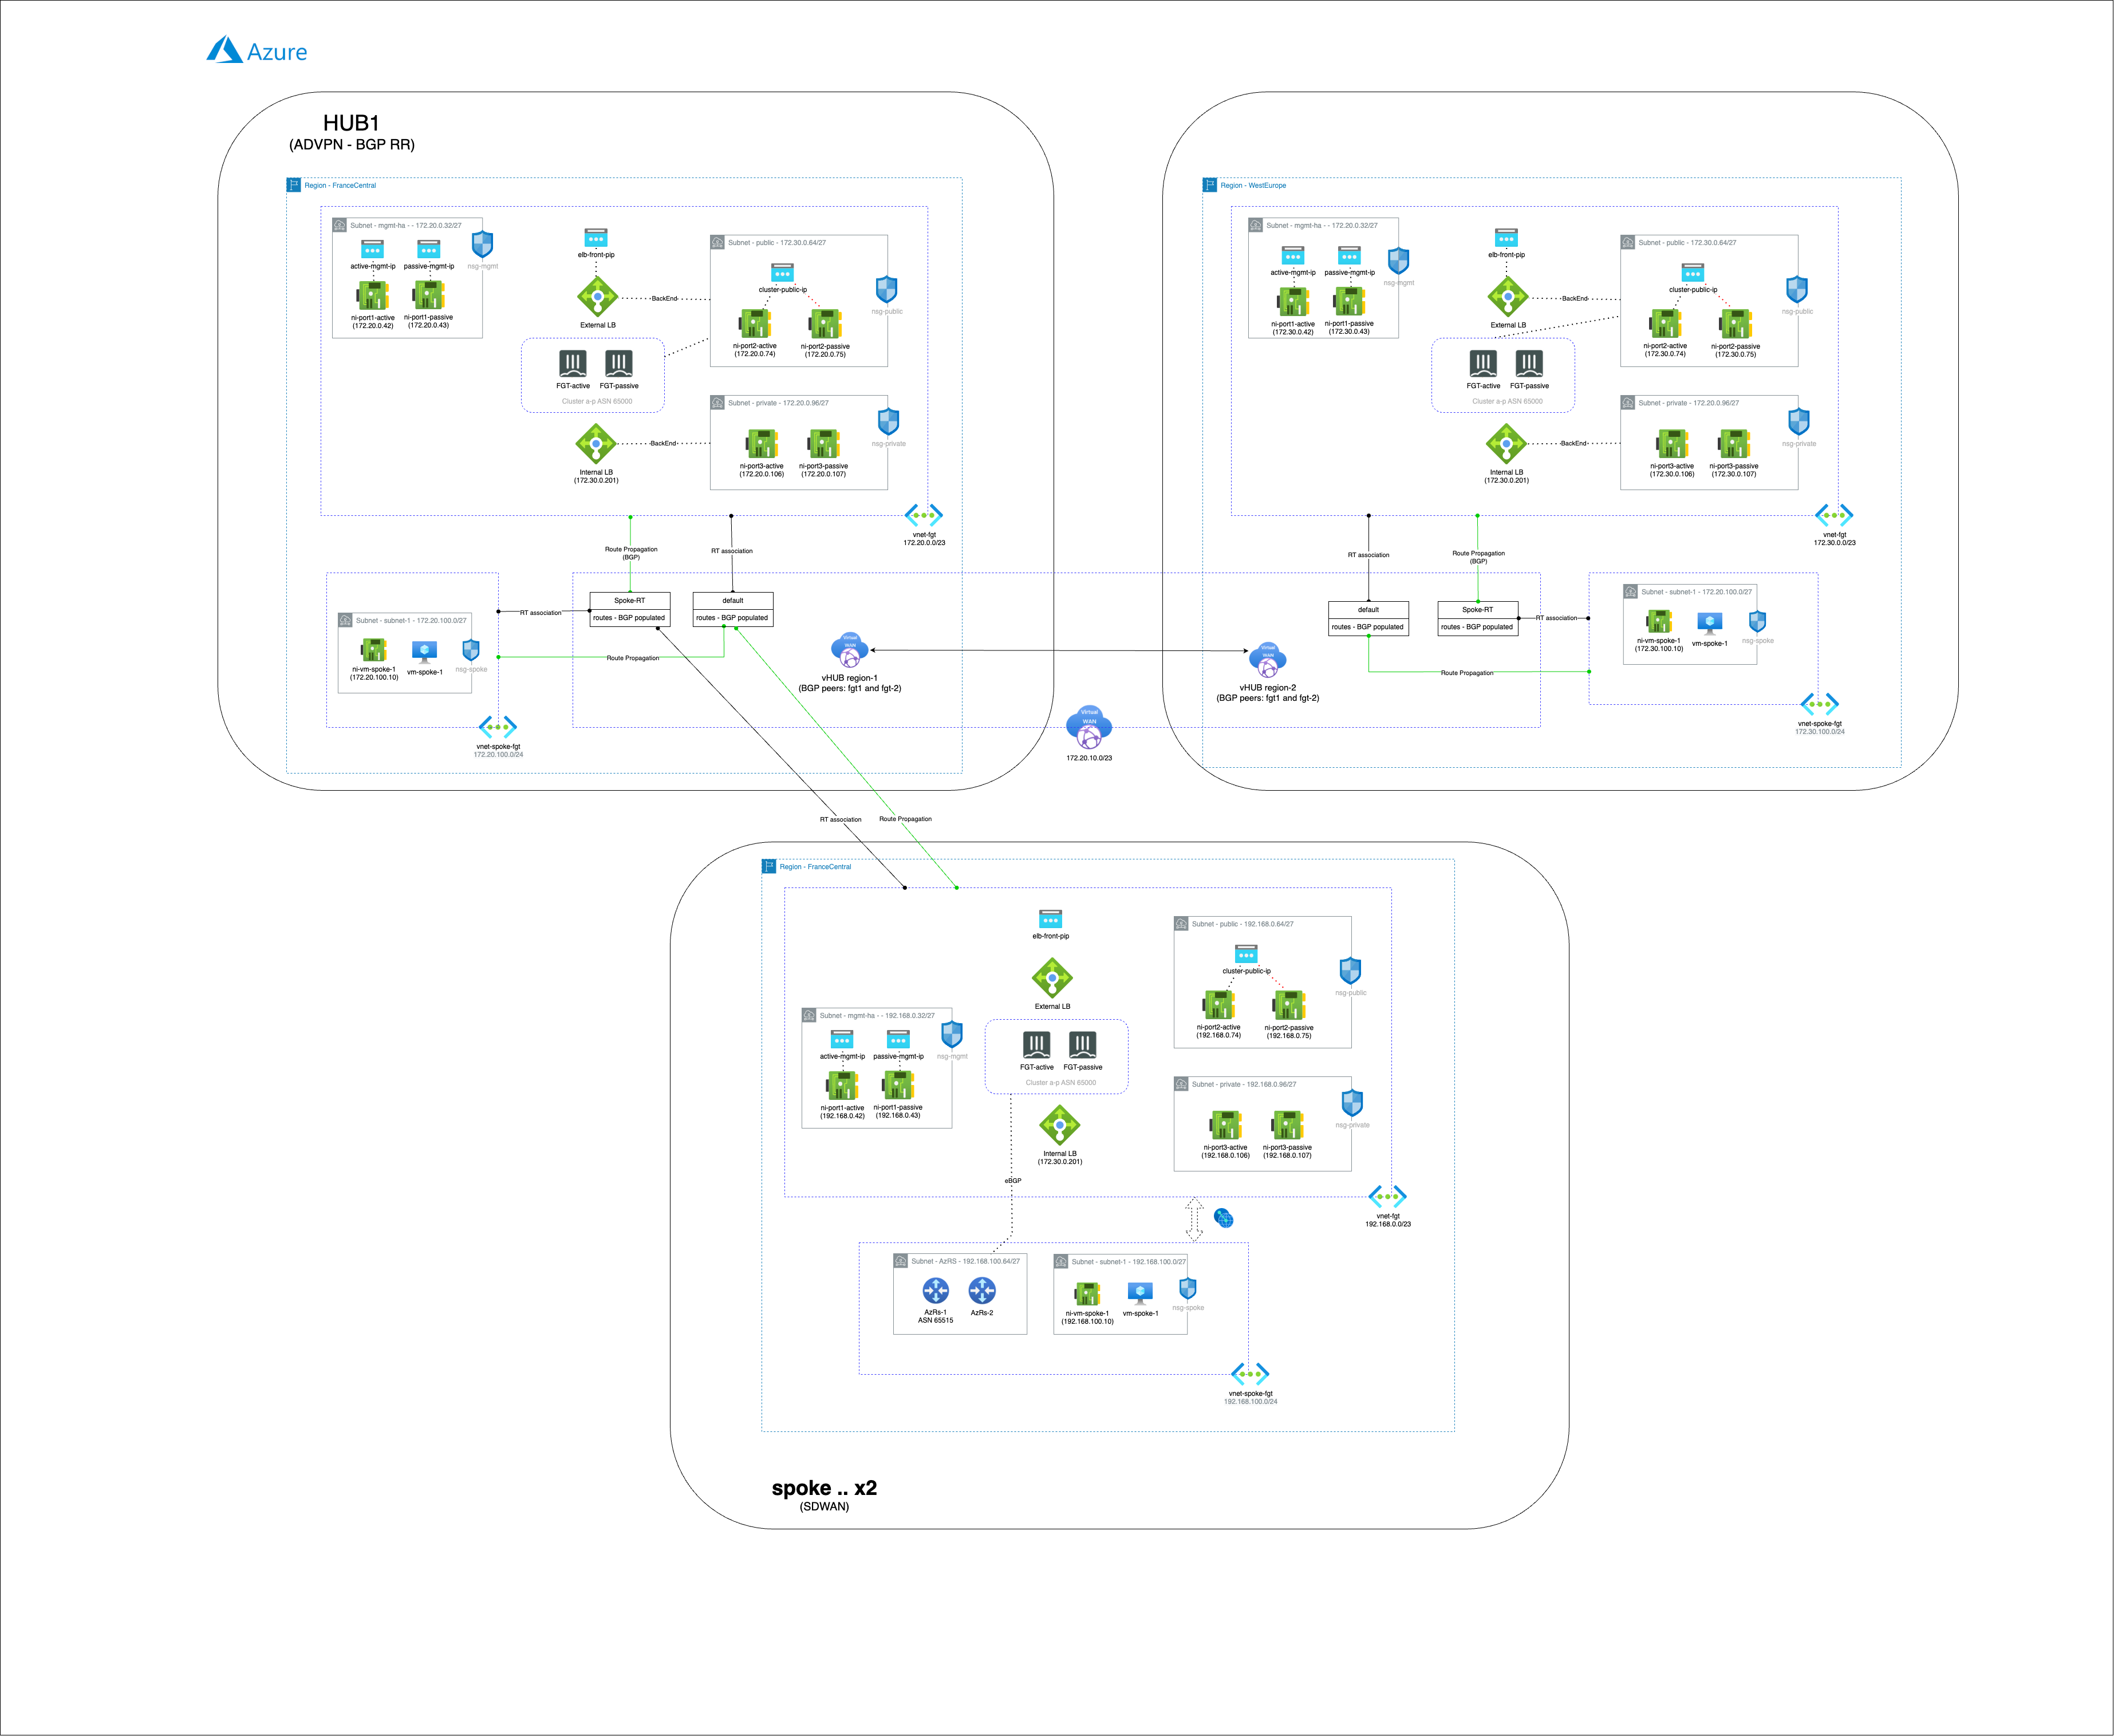 Azure
HUB1
(ADVPN - BGP RR)
Region - FranceCentral
Subnet - mgmt-ha - - 172.20.0.32/27
active-mgmt-ip
passive-mgmt-ip
nsg-mgmt
ni-port1-active
(172.20.0.42)
ni-port1-passive
(172.20.0.43)
elb-front-pip
External LB
BackEnd
Subnet - public - 172.30.0.64/27
cluster-public-ip
nsg-public
ni-port2-active
(172.20.0.74)
ni-port2-passive
(172.20.0.75)
FGT-active
FGT-passive
Cluster a-p ASN 65000
Subnet - private - 172.20.0.96/27
nsg-private
BackEnd
ni-port3-active
(172.20.0.106)
ni-port3-passive
(172.20.0.107)
Internal LB
(172.30.0.201)
vnet-fgt
172.20.0.0/23
Route Propagation
(BGP)
RT association
Spoke-RT
routes - BGP populated
default
routes - BGP populated
RT association
Route Propagation
Subnet - subnet-1 - 172.20.100.0/27
ni-vm-spoke-1
(172.20.100.10)
vm-spoke-1
nsg-spoke
vnet-spoke-fgt
172.20.100.0/24
Virtual
WAN
vHUB region-1
(BGP peers: fgt1 and fgt-2)
Virtual
WAN
vHUB region-2
(BGP peers: fgt1 and fgt-2)
Virtual
WAN
172.20.10.0/23
Region - WestEurope
Subnet - mgmt-ha - - 172.20.0.32/27
active-mgmt-ip
passive-mgmt-ip
nsg-mgmt
ni-port1-active
(172.30.0.42)
ni-port1-passive
(172.30.0.43)
elb-front-pip
External LB
BackEnd
Subnet - public - 172.30.0.64/27
cluster-public-ip
nsg-public
ni-port2-active
(172.30.0.74)
ni-port2-passive
(172.30.0.75)
FGT-active
FGT-passive
Cluster a-p ASN 65000
Subnet - private - 172.20.0.96/27
nsg-private
BackEnd
ni-port3-active
(172.30.0.106)
ni-port3-passive
(172.30.0.107)
Internal LB
(172.30.0.201)
vnet-fgt
172.30.0.0/23
RT association
Route Propagation
(BGP)
default
routes - BGP populated
Spoke-RT
routes - BGP populated
RT association
Route Propagation
Subnet - subnet-1 - 172.20.100.0/27
ni-vm-spoke-1
(172.30.100.10)
vm-spoke-1
nsg-spoke
vnet-spoke-fgt
172.30.100.0/24
RT association
Route Propagation
Region - FranceCentral
elb-front-pip
External LB
Subnet - public - 192.168.0.64/27
cluster-public-ip
nsg-public
ni-port2-active
(192.168.0.74)
ni-port2-passive
(192.168.0.75)
Subnet - mgmt-ha - - 192.168.0.32/27
active-mgmt-ip
passive-mgmt-ip
nsg-mgmt
ni-port1-active
(192.168.0.42)
ni-port1-passive
(192.168.0.43)
FGT-active
FGT-passive
Cluster a-p ASN 65000
Subnet - private - 192.168.0.96/27
nsg-private
ni-port3-active
(192.168.0.106)
ni-port3-passive
(192.168.0.107)
Internal LB
(172.30.0.201)
eBGP
vnet-fgt
192.168.0.0/23
Subnet - AzRS - 192.168.100.64/27
AzRs-1
ASN 65515
AzRs-2
Subnet - subnet-1 - 192.168.100.0/27
ni-vm-spoke-1
(192.168.100.10)
vm-spoke-1
nsg-spoke
vnet-spoke-fgt
192.168.100.0/24
spoke .. x2
(SDWAN)